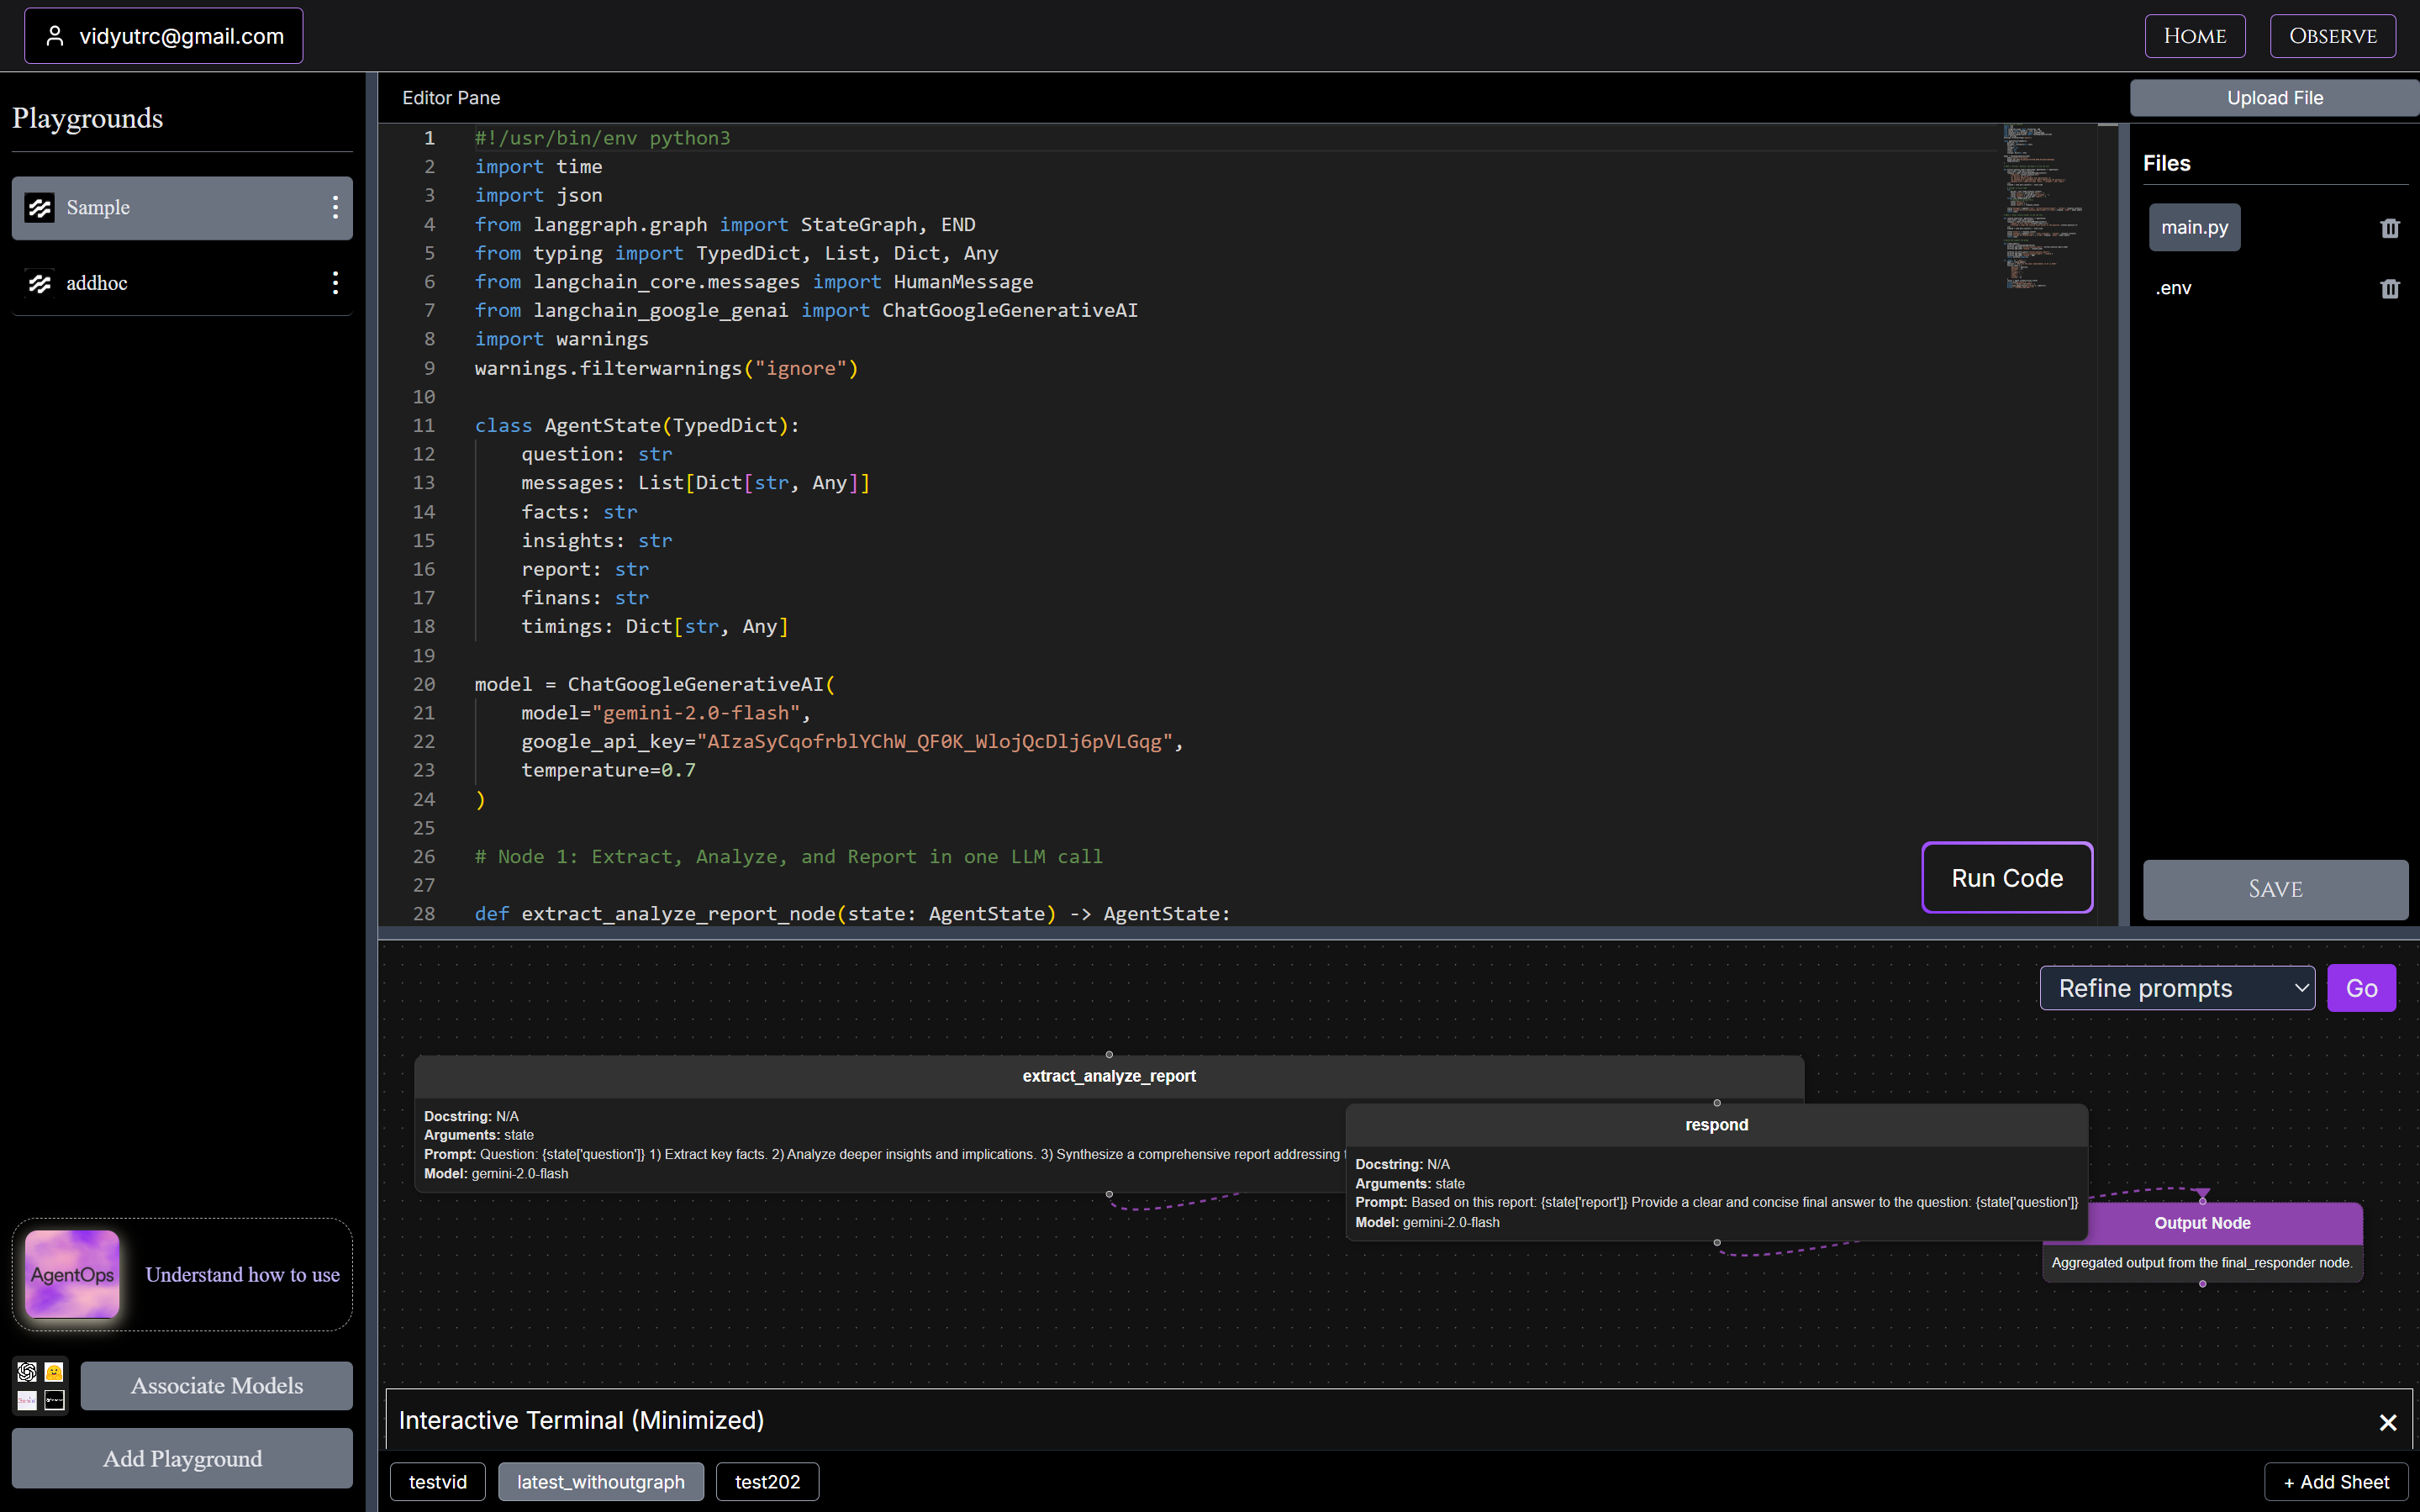 vidyutrc@gmail.com
HOME
OBSERVE
Playgrounds
Sample
addhoc
Editor Pane
Upload File
1 #!/usr/bin/env python3
2 import time
3 import json
4 from langgraph.graph import StateGraph, END
5 from typing import TypedDict, List, Dict, Any
6 from langchain_core.messages import HumanMessage
7 from langchain_google_genai import ChatGoogleGenerativeAI
8 import warnings
9 warnings.filterwarnings("ignore")
10
11 class AgentState(TypedDict):
12 question: str
13 messages: List[Dict[str, Any]]
14 facts: str
15 insights: str
16 report: str
17 finans: str
18 timings: Dict[str, Any]
19
20 model = ChatGoogleGenerativeAI(
21 model="gemini-2.0-flash",
22 google_api_key="AIzaSyCqofrblYChW_QF0K_WlojQcDlj6pVLGqg",
23 temperature=0.7
24 )
25
26 # Node 1: Extract, Analyze, and Report in one LLM call
27
28 def extract_analyze_report_node(state: AgentState) -> AgentState:
Run Code
Files
main.py
.env
SAVE
Refine prompts
Go
extract_analyze_report
Docstring: N/A
Arguments: state
Prompt: Question: {state['question']} 1) Extract key facts. 2) Analyze deeper insights and implications. 3) Synthesize a comprehensive report addressing
Model: gemini-2.0-flash
respond
Docstring: N/A
Arguments: state
Prompt: Based on this report: {state['report']} Provide a clear and concise final answer to the question: {state['question']}
Model: gemini-2.0-flash
Output Node
Aggregated output from the final_responder node.
AgentOps
Understand how to use
Associate Models
Add Playground
Interactive Terminal (Minimized)
testvid
latest_withoutgraph
test202
+ Add Sheet